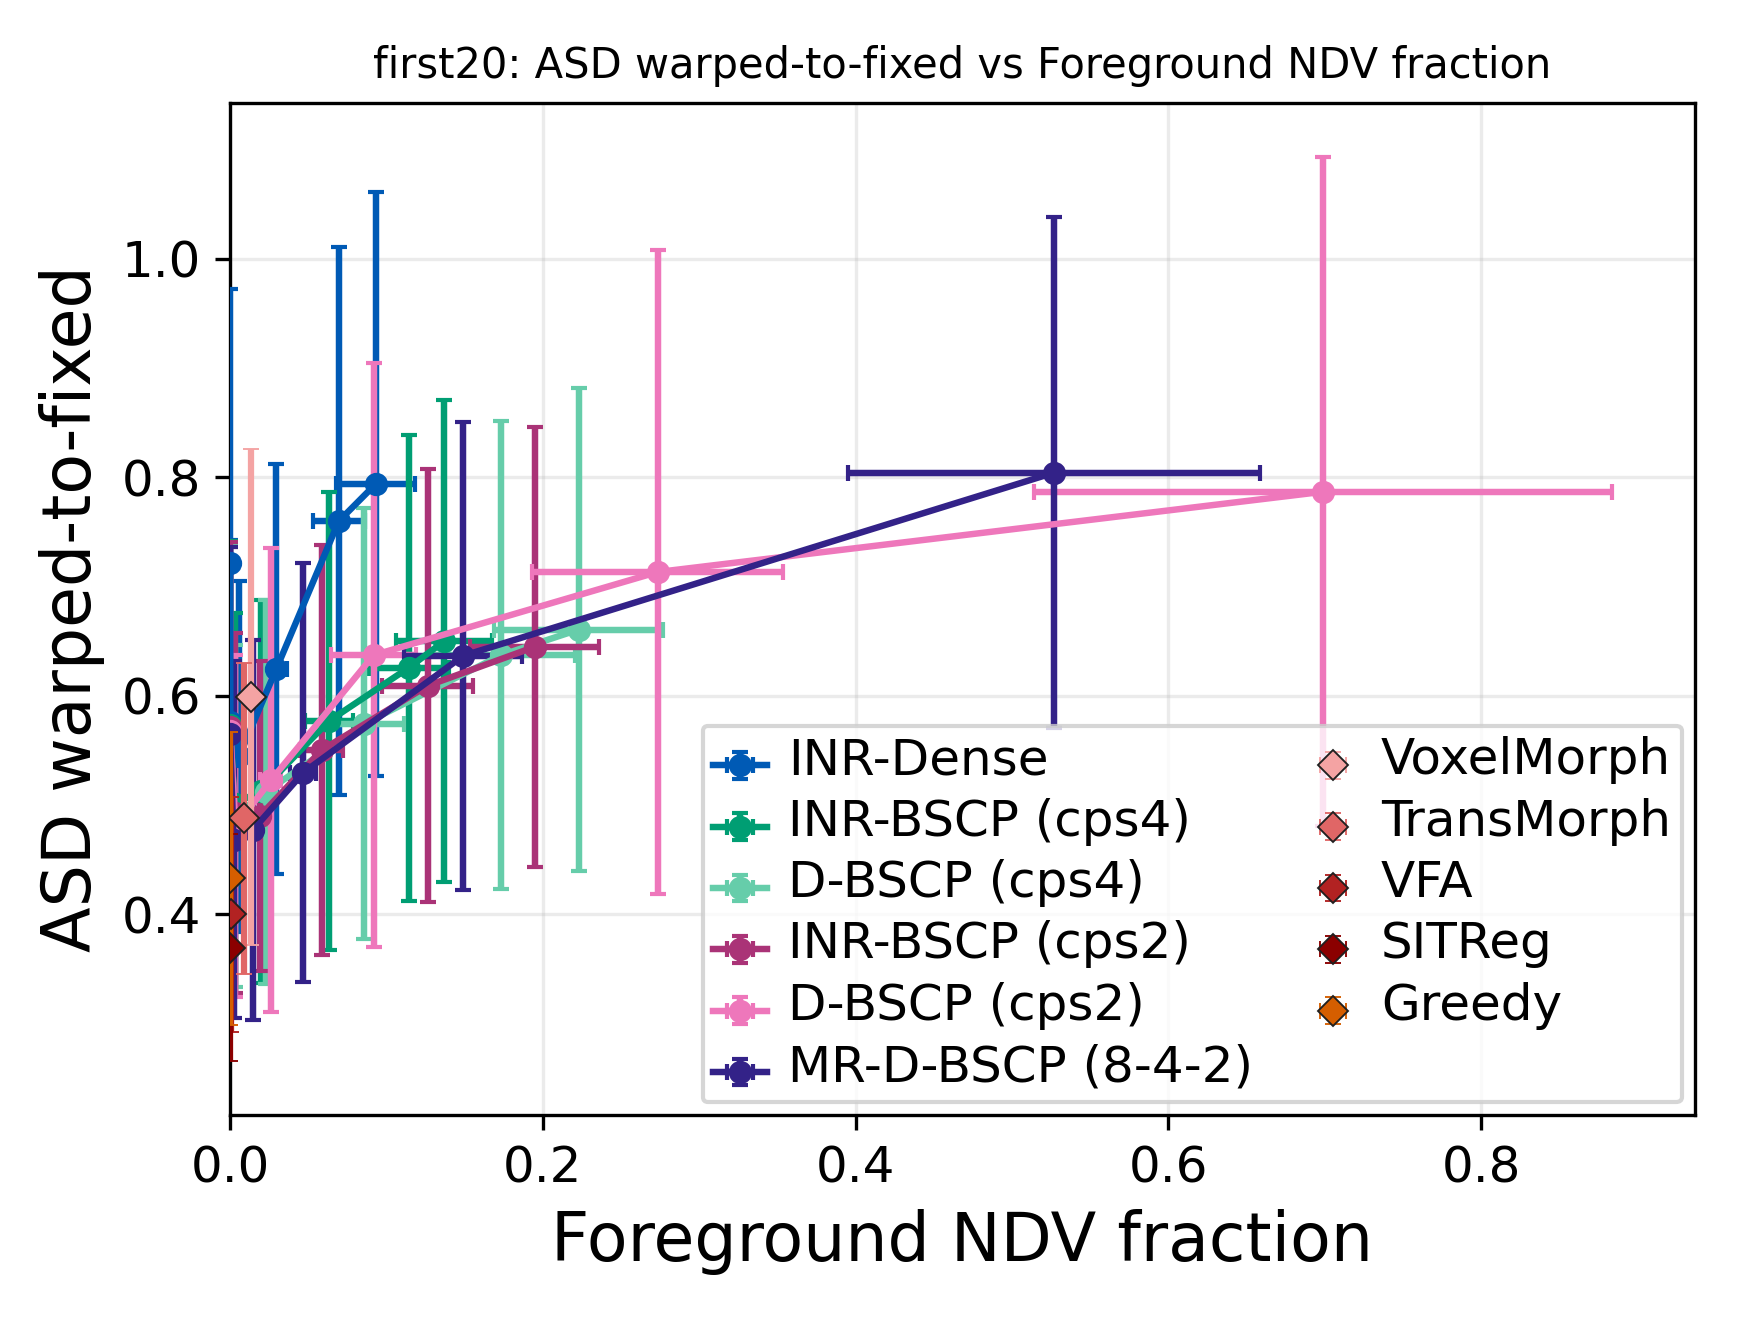 first20: ASD warped-to-fixed vs Foreground NDV fraction
ASD warped-to-fixed
1.0
0.8
0.6
0.4
0.0
0.2
0.4
0.6
0.8
Foreground NDV fraction
INR-Dense
INR-BSCP (cps4)
D-BSCP (cps4)
INR-BSCP (cps2)
D-BSCP (cps2)
MR-D-BSCP (8-4-2)
VoxelMorph
TransMorph
VFA
SITReg
Greedy